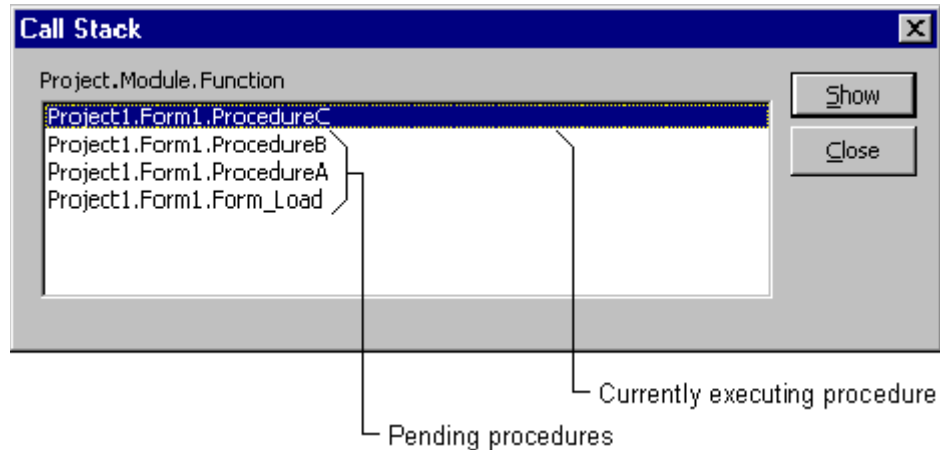 Call Stack
Project.Module.Function
Project1.Form1.ProcedureC
Project1.Form1.ProcedureB
Project1.Form1.ProcedureA
Project1.Form1.Form_Load
Show
Close
Currently executing procedure
Pending procedures